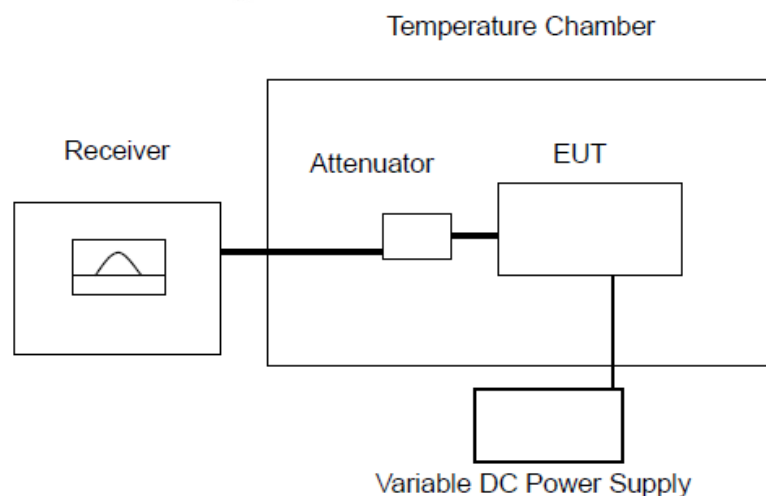 Temperature Chamber
Receiver
Attenuator
EUT
Variable DC Power Supply